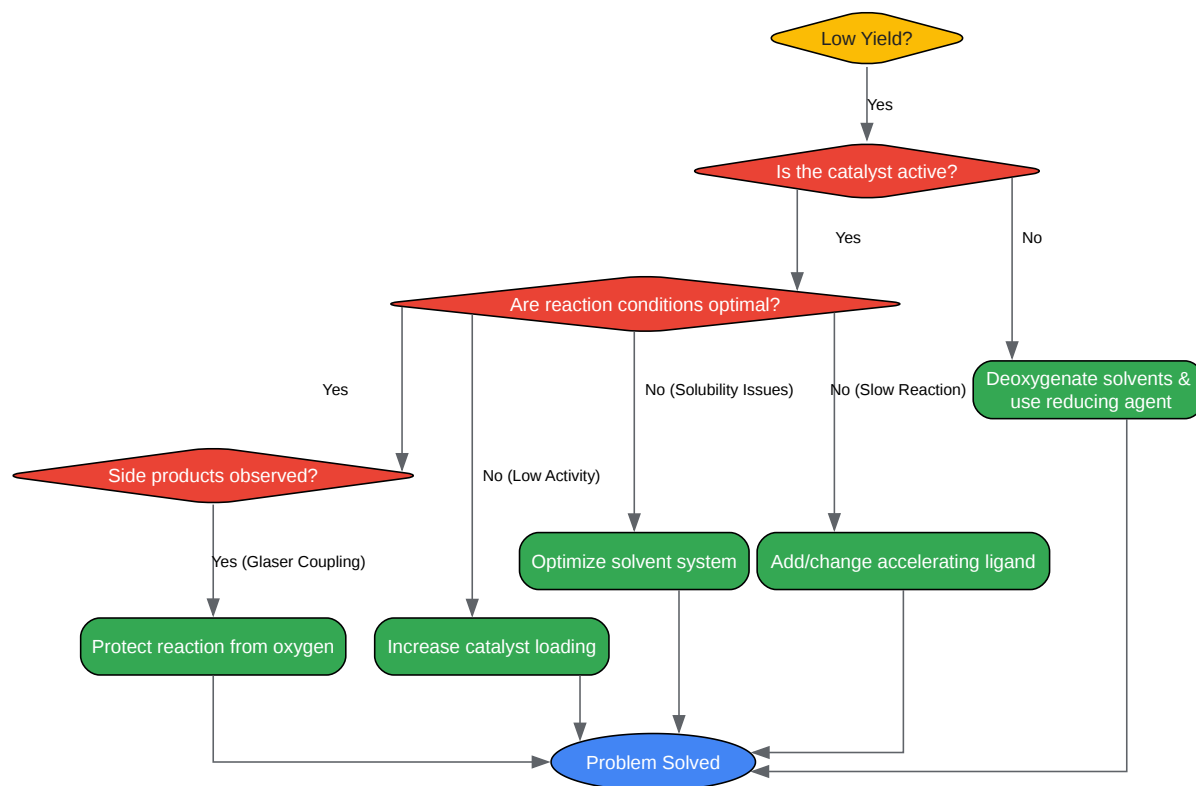 Low Yield?
Yes
Is the catalyst active?
Yes
No
Are reaction conditions optimal?
Yes
No (Solubility Issues)
No (Slow Reaction)
Deoxygenate solvents &
use reducing agent
Side products observed?
No (Low Activity)
Yes (Glaser Coupling)
Optimize solvent system
Add/change accelerating ligand
Protect reaction from oxygen
Increase catalyst loading
Problem Solved